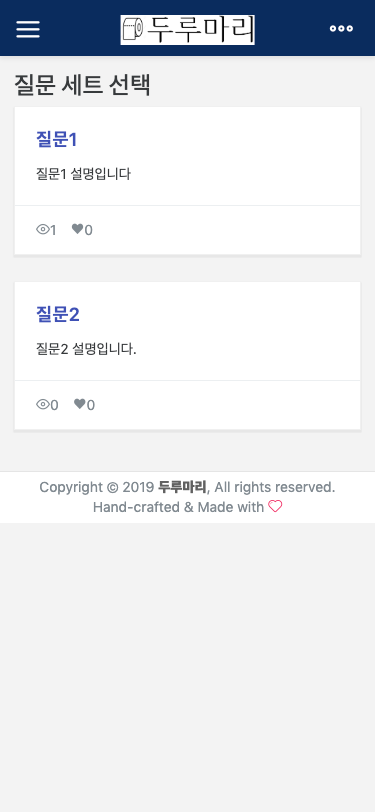 두루마리
질문 세트 선택
질문1
질문1 설명입니다
1 0
질문2
질문2 설명입니다.
0 0
Copyright © 2019 두루마리, All rights reserved.
Hand-crafted & Made with